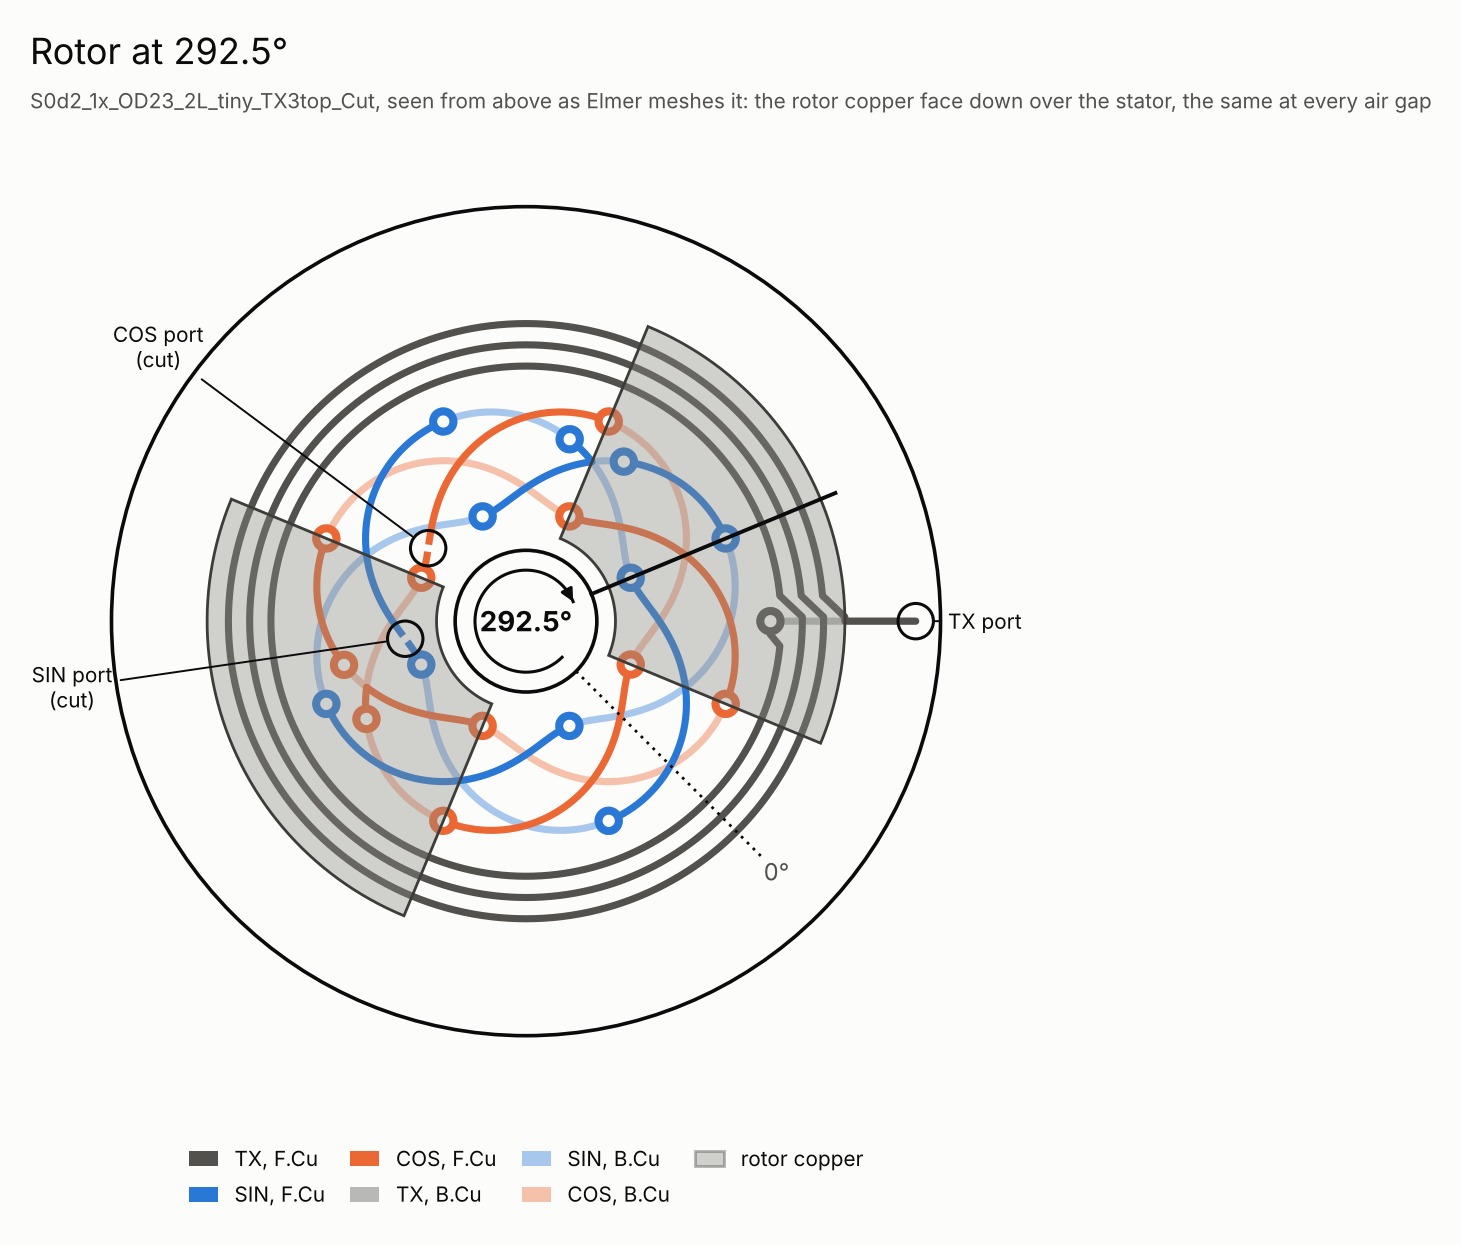 Rotor at 292.5°
S0d2_1x_OD23_2L_tiny_TX3top_Cut, seen from above as Elmer meshes it: the rotor copper face down over the stator, the same at every air gap
COS port
(cut)
292.5°
TX port
SIN port
(cut)
0°
TX, F.Cu
COS, F.Cu
SIN, B.Cu
rotor copper
SIN, F.Cu
TX, B.Cu
COS, B.Cu